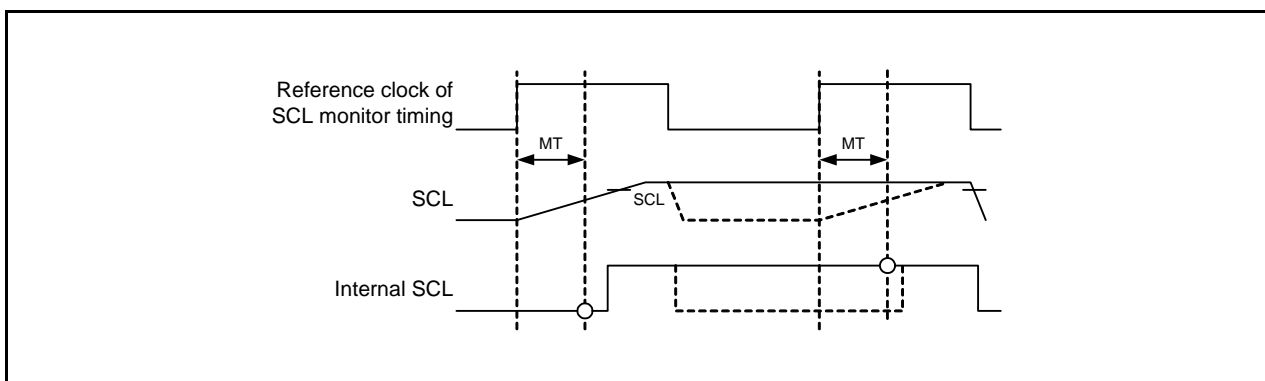 Reference clock of
SCL monitor timing
MT
MT
SCL
SCL
Internal SCL